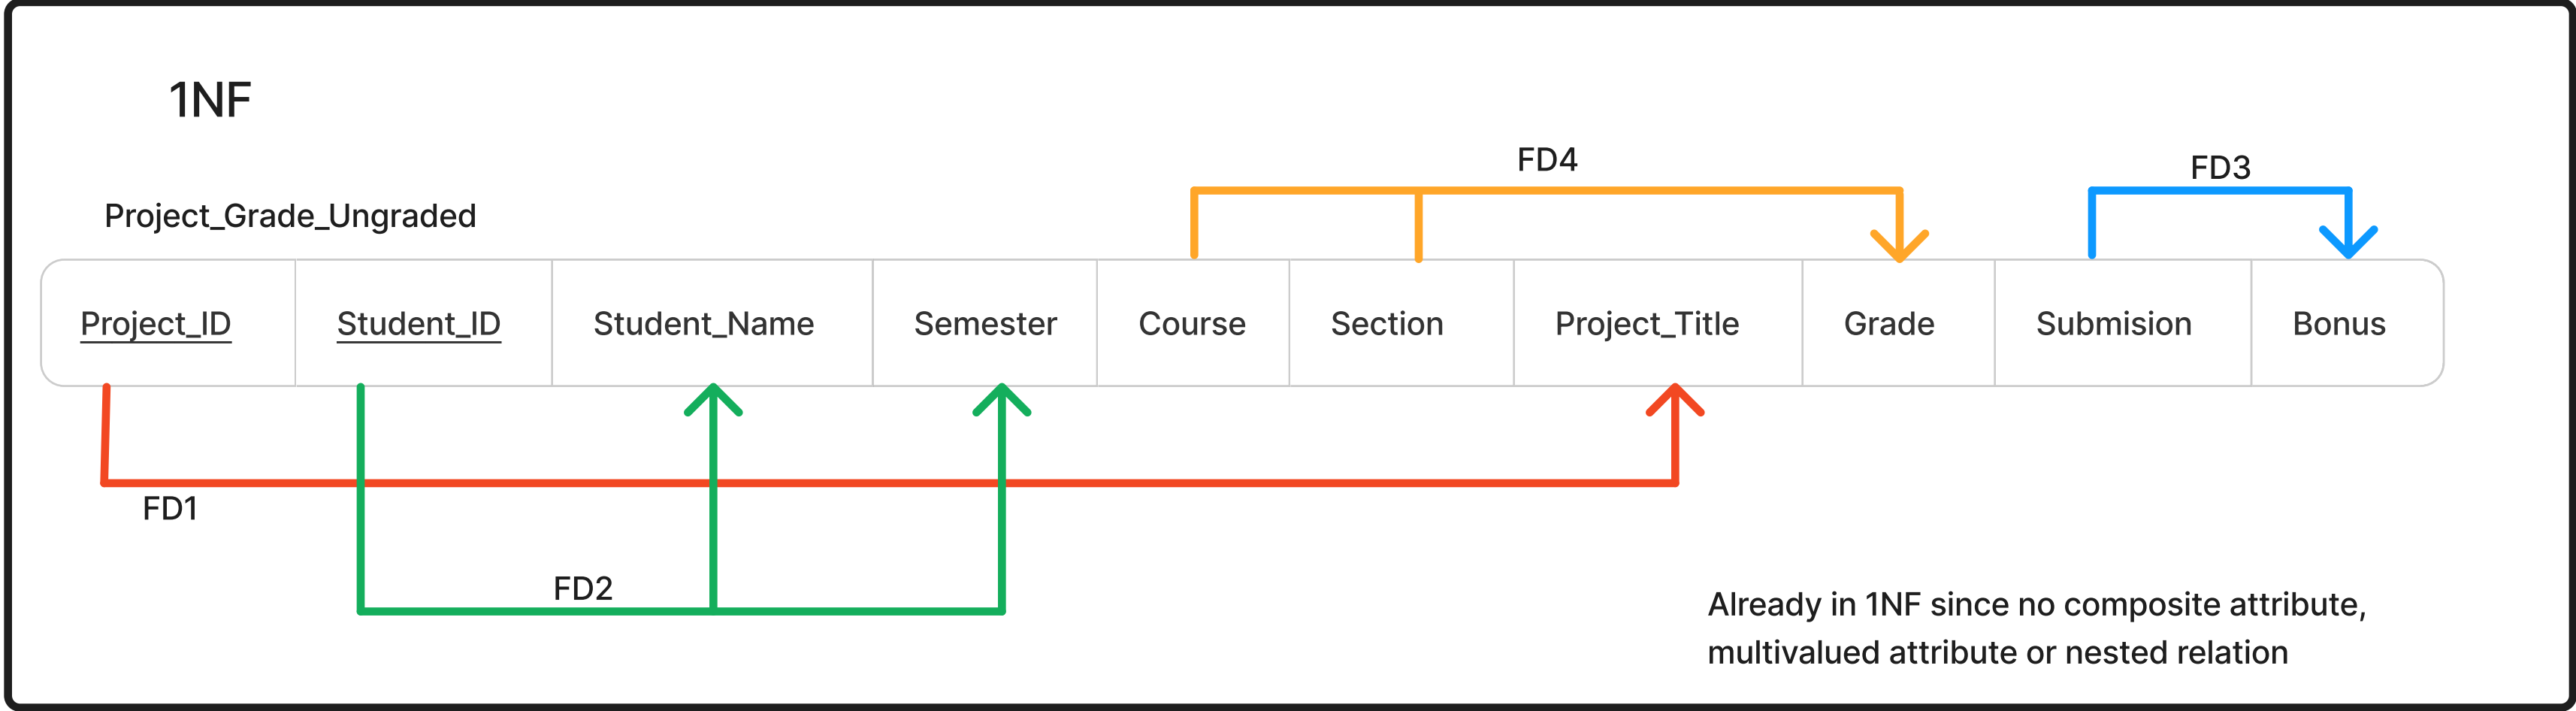 1NF
FD4
FD3
Project_Grade_Ungraded
Project_ID Student_ID Student_Name Semester Course Section Project_Title Grade Submision Bonus
FD1
FD2
Already in 1NF since no composite attribute,
multivalued attribute or nested relation